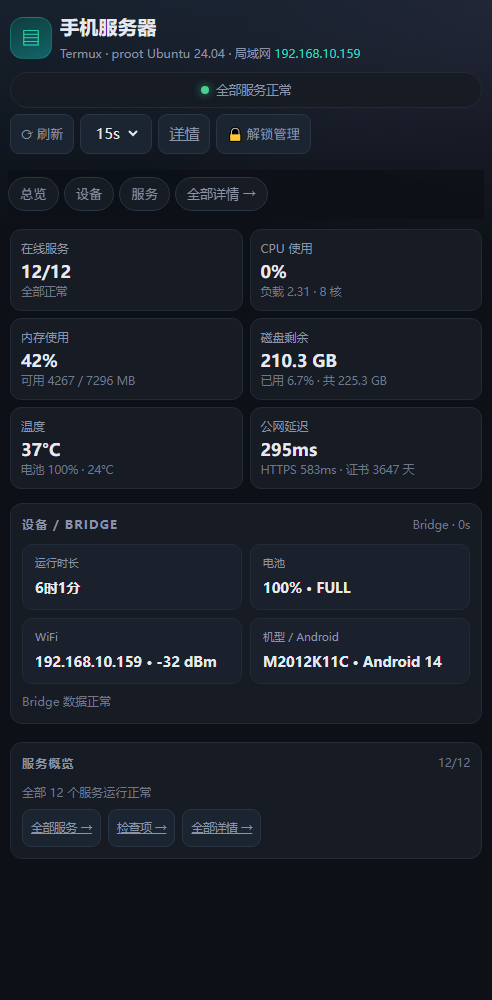 手机服务器
Termux · proot Ubuntu 24.04 · 局域网 192.168.10.159
全部服务正常
⟳ 刷新 15s 详情 🔒 解锁管理
总览 设备 服务 全部详情 →
在线服务
12/12
全部正常
CPU 使用
0%
负载 2.31 · 8 核
内存使用
42%
可用 4267 / 7296 MB
磁盘剩余
210.3 GB
已用 6.7% · 共 225.3 GB
温度
37°C
电池 100% · 24°C
公网延迟
295ms
HTTPS 583ms · 证书 3647 天
设备 / BRIDGE Bridge · 0s
运行时长
6时1分
电池
100% • FULL
WiFi
192.168.10.159 • -32 dBm
机型 / Android
M2012K11C • Android 14
Bridge 数据正常
服务概览 12/12
全部 12 个服务运行正常
全部服务 → 检查项 → 全部详情 →